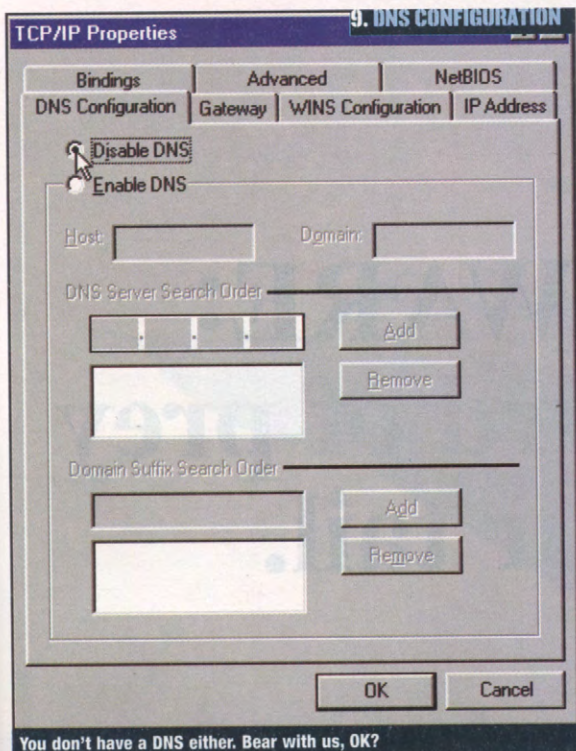 9. DNS CONFIGURATION
TCP/IP Properties
Bindings
Advanced
NetBIOS
DNS Configuration
Gateway
WINS Configuration
IP Address
Disable DNS
Enable DNS
Host:
Domain:
DNS Server Search Order
. . .
Add
Remove
Domain Suffix Search Order
Add
Remove
OK
Cancel
You don't have a DNS either. Bear with us, OK?